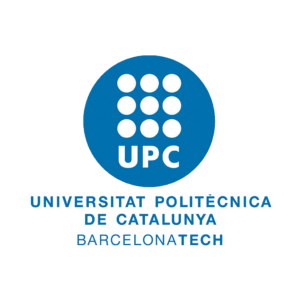 UPC
UNIVERSITAT POLITÈCNICA
DE CATALUNYA
BARCELONATECH